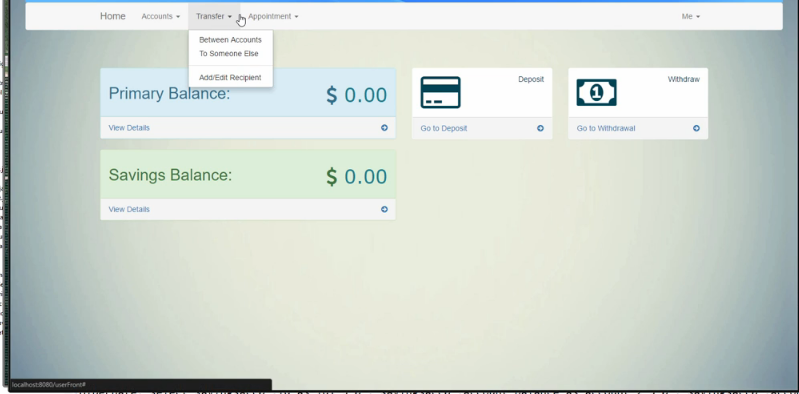 Home Accounts Transfer Appointment Me
Between Accounts
To Someone Else
Add/Edit Recipient
Primary Balance: $ 0.00
View Details
Deposit
Go to Deposit
Withdraw
1
Go to Withdrawal
Savings Balance: $ 0.00
View Details
localhost:8080/userFront#